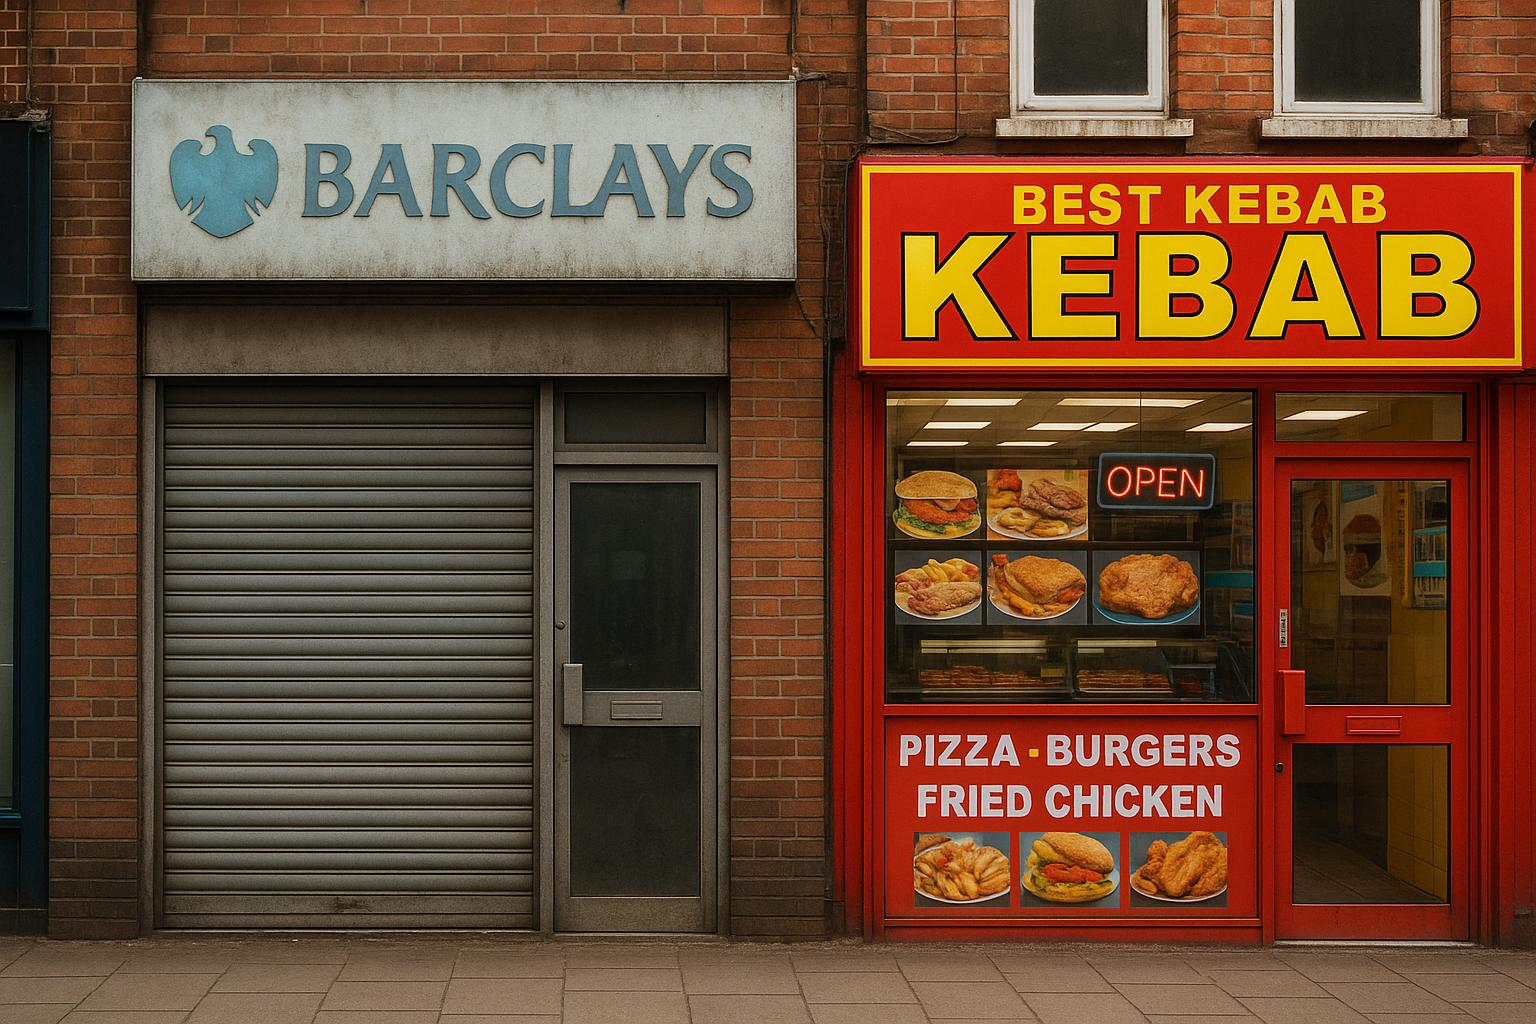 BARCLAYS
BEST KEBAB
KEBAB
OPEN
PIZZA · BURGERS
FRIED CHICKEN